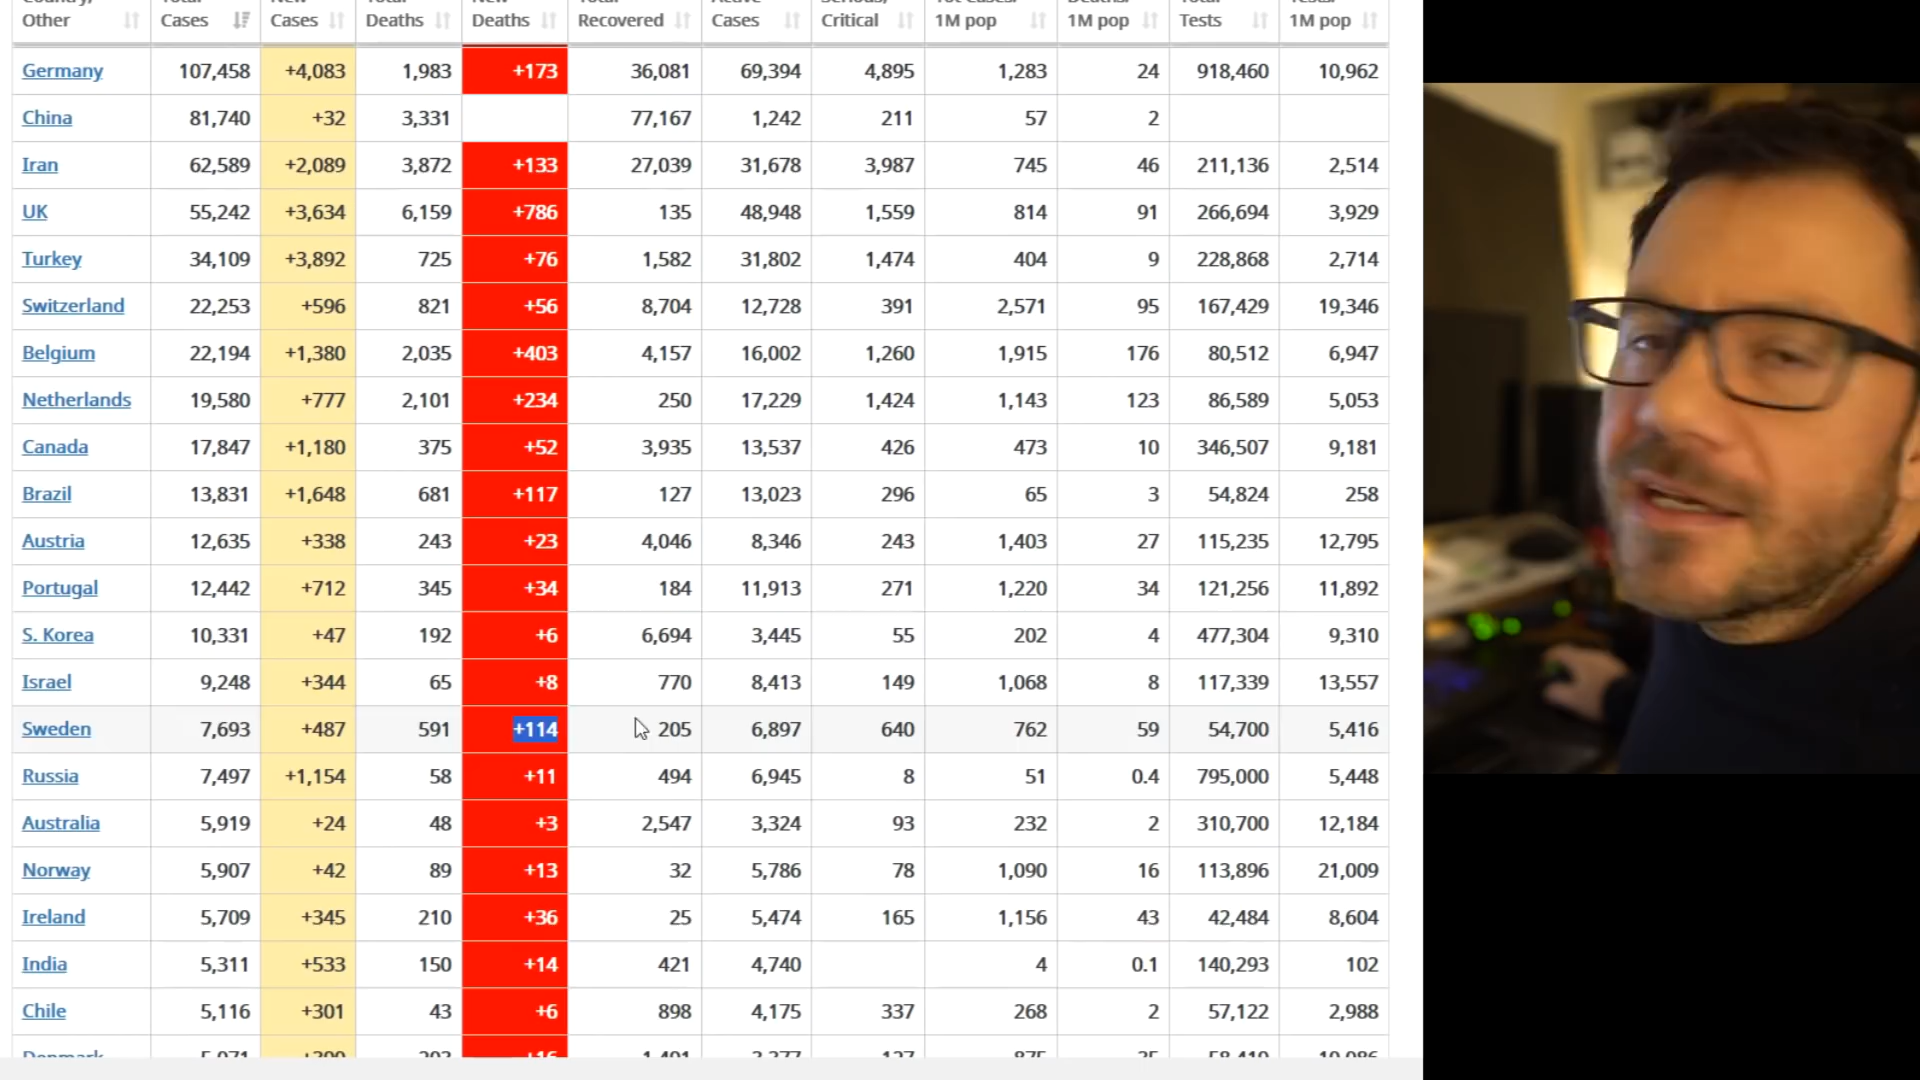 Other Cases Cases Deaths Deaths Recovered Cases Critical 1M pop 1M pop Tests 1M pop
Germany 107,458 +4,083 1,983 +173 36,081 69,394 4,895 1,283 24 918,460 10,962
China 81,740 +32 3,331 77,167 1,242 211 57 2
Iran 62,589 +2,089 3,872 +133 27,039 31,678 3,987 745 46 211,136 2,514
UK 55,242 +3,634 6,159 +786 135 48,948 1,559 814 91 266,694 3,929
Turkey 34,109 +3,892 725 +76 1,582 31,802 1,474 404 9 228,868 2,714
Switzerland 22,253 +596 821 +56 8,704 12,728 391 2,571 95 167,429 19,346
Belgium 22,194 +1,380 2,035 +403 4,157 16,002 1,260 1,915 176 80,512 6,947
Netherlands 19,580 +777 2,101 +234 250 17,229 1,424 1,143 123 86,589 5,053
Canada 17,847 +1,180 375 +52 3,935 13,537 426 473 10 346,507 9,181
Brazil 13,831 +1,648 681 +117 127 13,023 296 65 3 54,824 258
Austria 12,635 +338 243 +23 4,046 8,346 243 1,403 27 115,235 12,795
Portugal 12,442 +712 345 +34 184 11,913 271 1,220 34 121,256 11,892
S. Korea 10,331 +47 192 +6 6,694 3,445 55 202 4 477,304 9,310
Israel 9,248 +344 65 +8 770 8,413 149 1,068 8 117,339 13,557
Sweden 7,693 +487 591 +114 205 6,897 640 762 59 54,700 5,416
Russia 7,497 +1,154 58 +11 494 6,945 8 51 0.4 795,000 5,448
Australia 5,919 +24 48 +3 2,547 3,324 93 232 2 310,700 12,184
Norway 5,907 +42 89 +13 32 5,786 78 1,090 16 113,896 21,009
Ireland 5,709 +345 210 +36 25 5,474 165 1,156 43 42,484 8,604
India 5,311 +533 150 +14 421 4,740 4 0.1 140,293 102
Chile 5,116 +301 43 +6 898 4,175 337 268 2 57,122 2,988